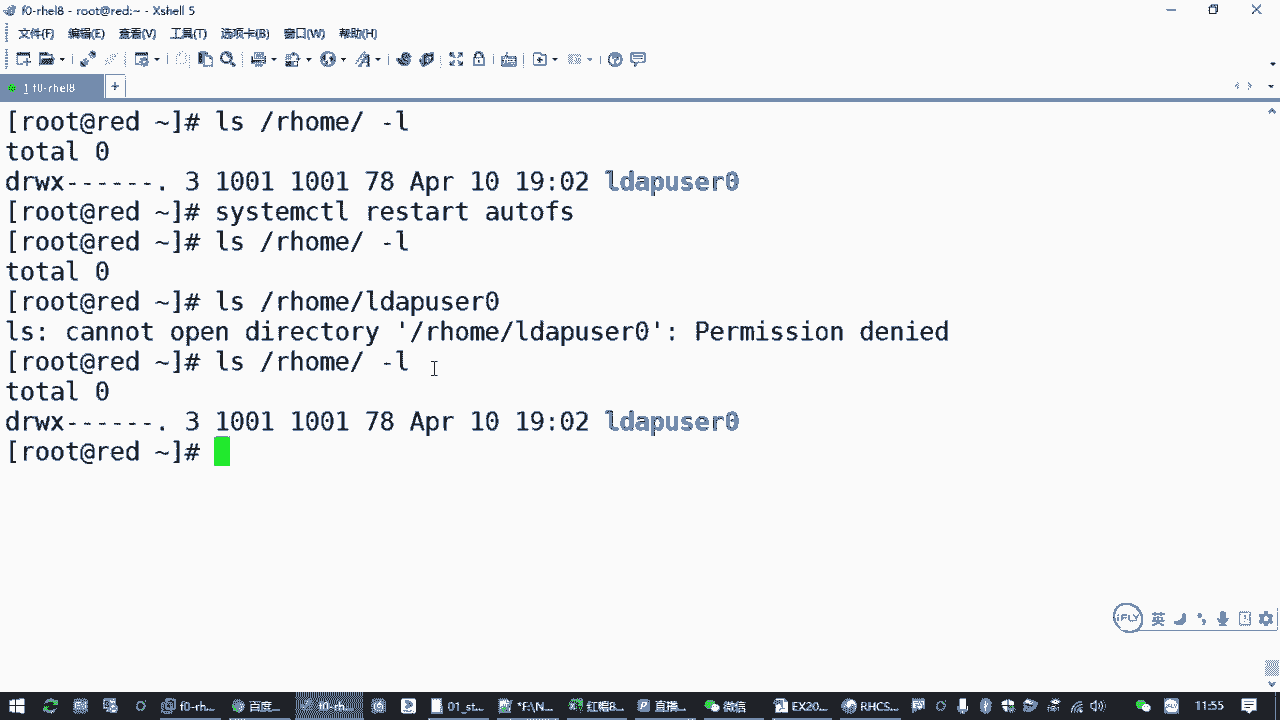 f0-rhel8 - root@red:~ - Xshell 5
文件(F) 编辑(E) 查看(V) 工具(T) 选项卡(B) 窗口(W) 帮助(H)
1 f0-rhel8
[root@red ~]# ls /rhome/ -l
total 0
drwx------. 3 1001 1001 78 Apr 10 19:02 ldapuser0
[root@red ~]# systemctl restart autofs
[root@red ~]# ls /rhome/ -l
total 0
[root@red ~]# ls /rhome/ldapuser0
ls: cannot open directory '/rhome/ldapuser0': Permission denied
[root@red ~]# ls /rhome/ -l
total 0
drwx------. 3 1001 1001 78 Apr 10 19:02 ldapuser0
[root@red ~]#
iFLY 英
f0-rh... 百度... f0-rh... 01_st... *F:\N... 红帽8... 直播... 微信 EX20... RHCS... 11:55